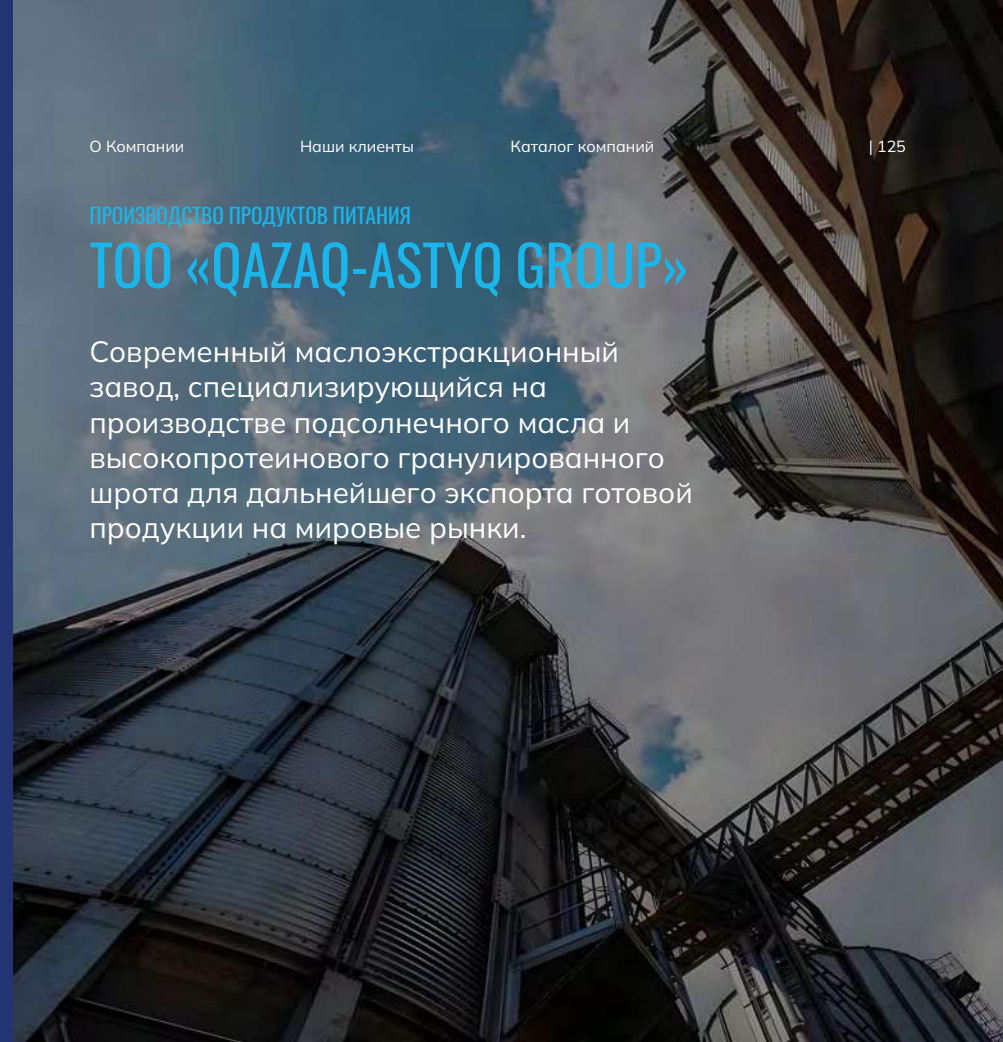 О Компании
Наши клиенты
Каталог компаний
| 125
ПРОИЗВОДСТВО ПРОДУКТОВ ПИТАНИЯ
ТОО «QAZAQ-ASTYQ GROUP»
Современный маслоэкстракционный
завод, специализирующийся на
производстве подсолнечного масла и
высокопротеинового гранулированного
шрота для дальнейшего экспорта готовой
продукции на мировые рынки.